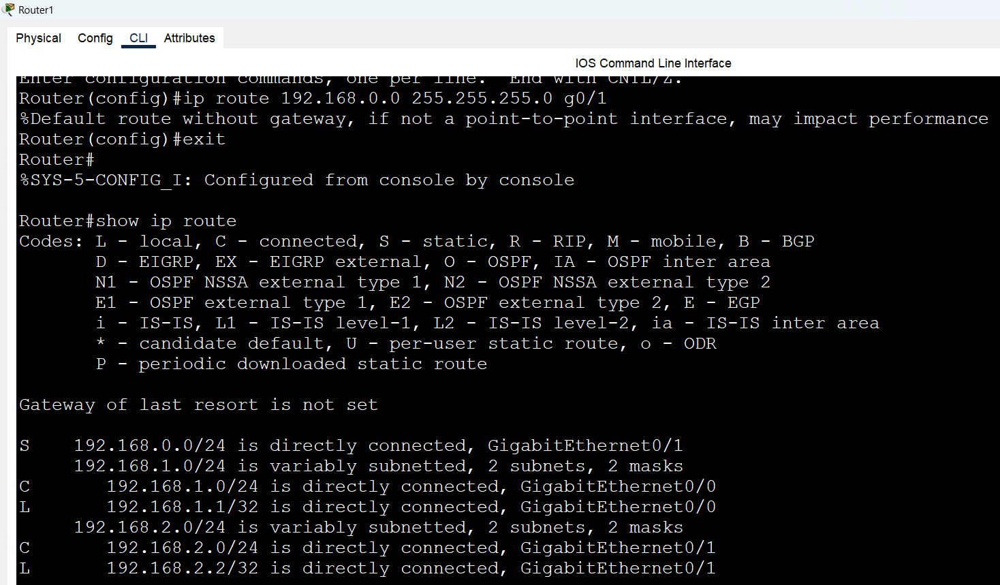 Router1
Physical Config CLI Attributes
IOS Command Line Interface
Enter configuration commands, one per line.  End with CNTL/Z.
Router(config)#ip route 192.168.0.0 255.255.255.0 g0/1
%Default route without gateway, if not a point-to-point interface, may impact performance
Router(config)#exit
Router#
%SYS-5-CONFIG_I: Configured from console by console
Router#show ip route
Codes: L - local, C - connected, S - static, R - RIP, M - mobile, B - BGP
       D - EIGRP, EX - EIGRP external, O - OSPF, IA - OSPF inter area
       N1 - OSPF NSSA external type 1, N2 - OSPF NSSA external type 2
       E1 - OSPF external type 1, E2 - OSPF external type 2, E - EGP
       i - IS-IS, L1 - IS-IS level-1, L2 - IS-IS level-2, ia - IS-IS inter area
       * - candidate default, U - per-user static route, o - ODR
       P - periodic downloaded static route
Gateway of last resort is not set
S    192.168.0.0/24 is directly connected, GigabitEthernet0/1
     192.168.1.0/24 is variably subnetted, 2 subnets, 2 masks
C       192.168.1.0/24 is directly connected, GigabitEthernet0/0
L       192.168.1.1/32 is directly connected, GigabitEthernet0/0
     192.168.2.0/24 is variably subnetted, 2 subnets, 2 masks
C       192.168.2.0/24 is directly connected, GigabitEthernet0/1
L       192.168.2.2/32 is directly connected, GigabitEthernet0/1